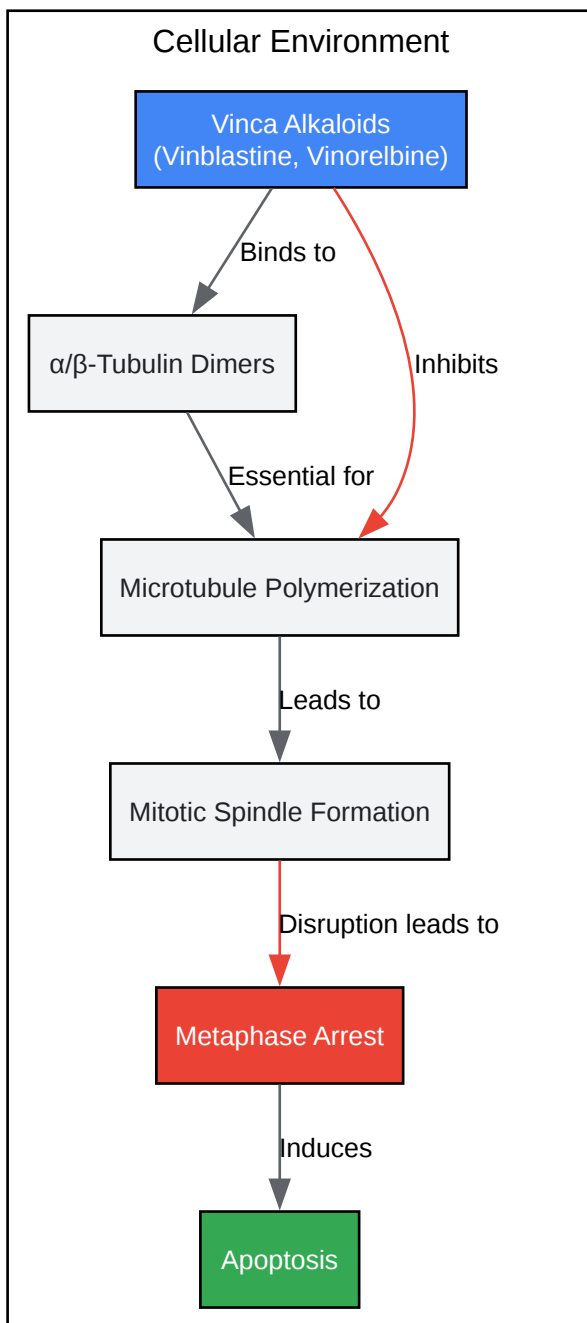 Cellular Environment
Vinca Alkaloids
(Vinblastine, Vinorelbine)
Binds to
α/β-Tubulin Dimers
Inhibits
Essential for
Microtubule Polymerization
Leads to
Mitotic Spindle Formation
Disruption leads to
Metaphase Arrest
Induces
Apoptosis